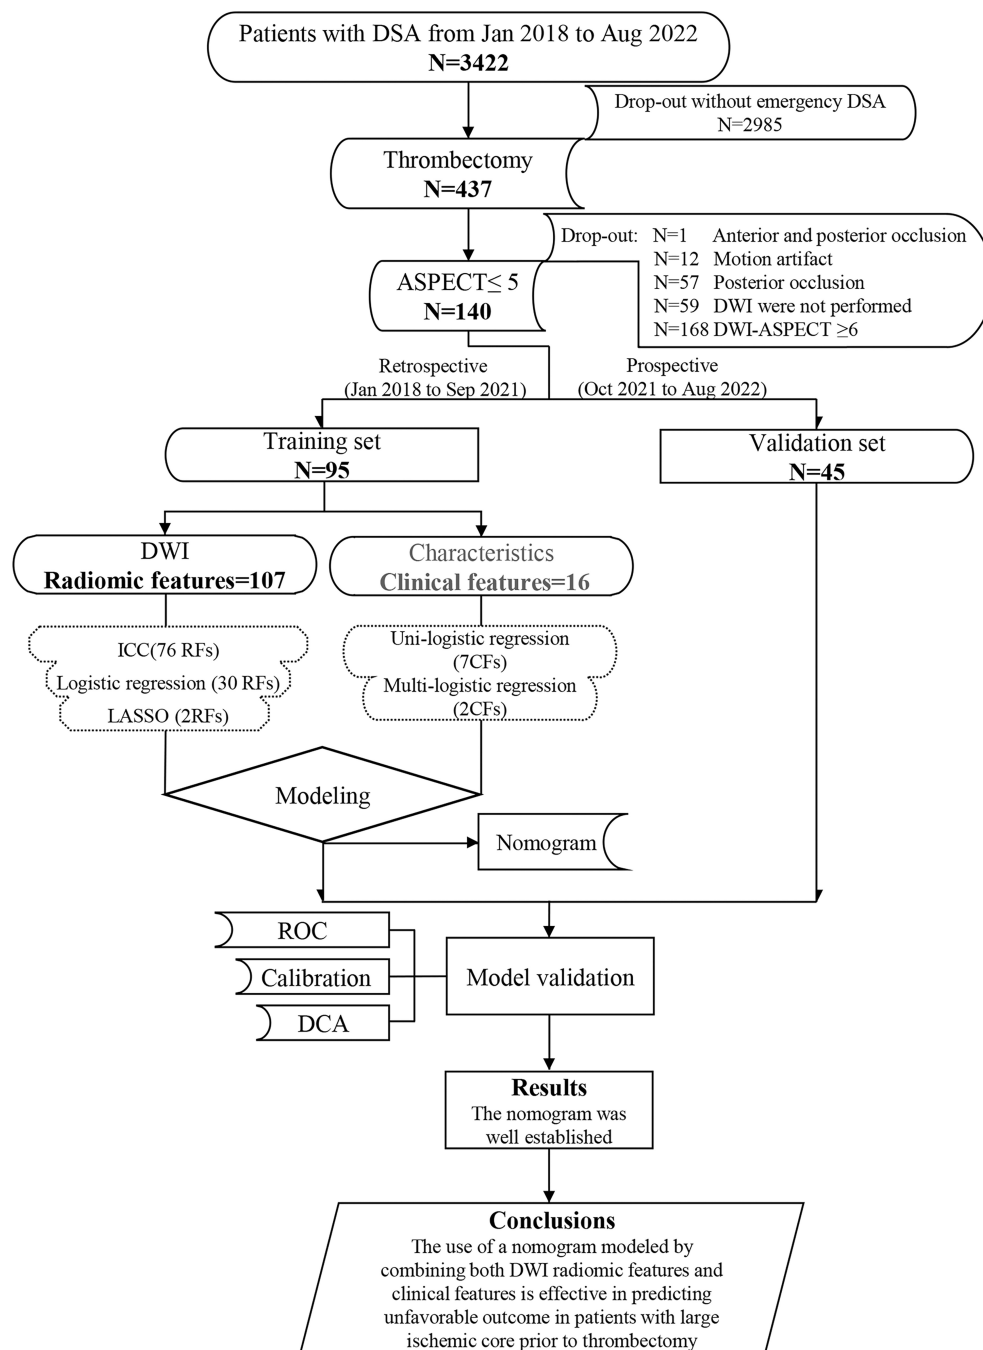 Patients with DSA from Jan 2018 to Aug 2022
N=3422
Drop-out without emergency DSA
N=2985
Thrombectomy
N=437
Drop-out: N=1 Anterior and posterior occlusion
N=12 Motion artifact
N=57 Posterior occlusion
N=59 DWI were not performed
N=168 DWI-ASPECT ≥6
ASPECT≤ 5
N=140
Retrospective
(Jan 2018 to Sep 2021)
Prospective
(Oct 2021 to Aug 2022)
Training set
N=95
Validation set
N=45
DWI
Radiomic features=107
Characteristics
Clinical features=16
ICC(76 RFs)
Logistic regression (30 RFs)
LASSO (2RFs)
Uni-logistic regression
(7CFs)
Multi-logistic regression
(2CFs)
Modeling
Nomogram
ROC
Calibration
DCA
Model validation
Results
The nomogram was
well established
Conclusions
The use of a nomogram modeled by
combining both DWI radiomic features and
clinical features is effective in predicting
unfavorable outcome in patients with large
ischemic core prior to thrombectomy